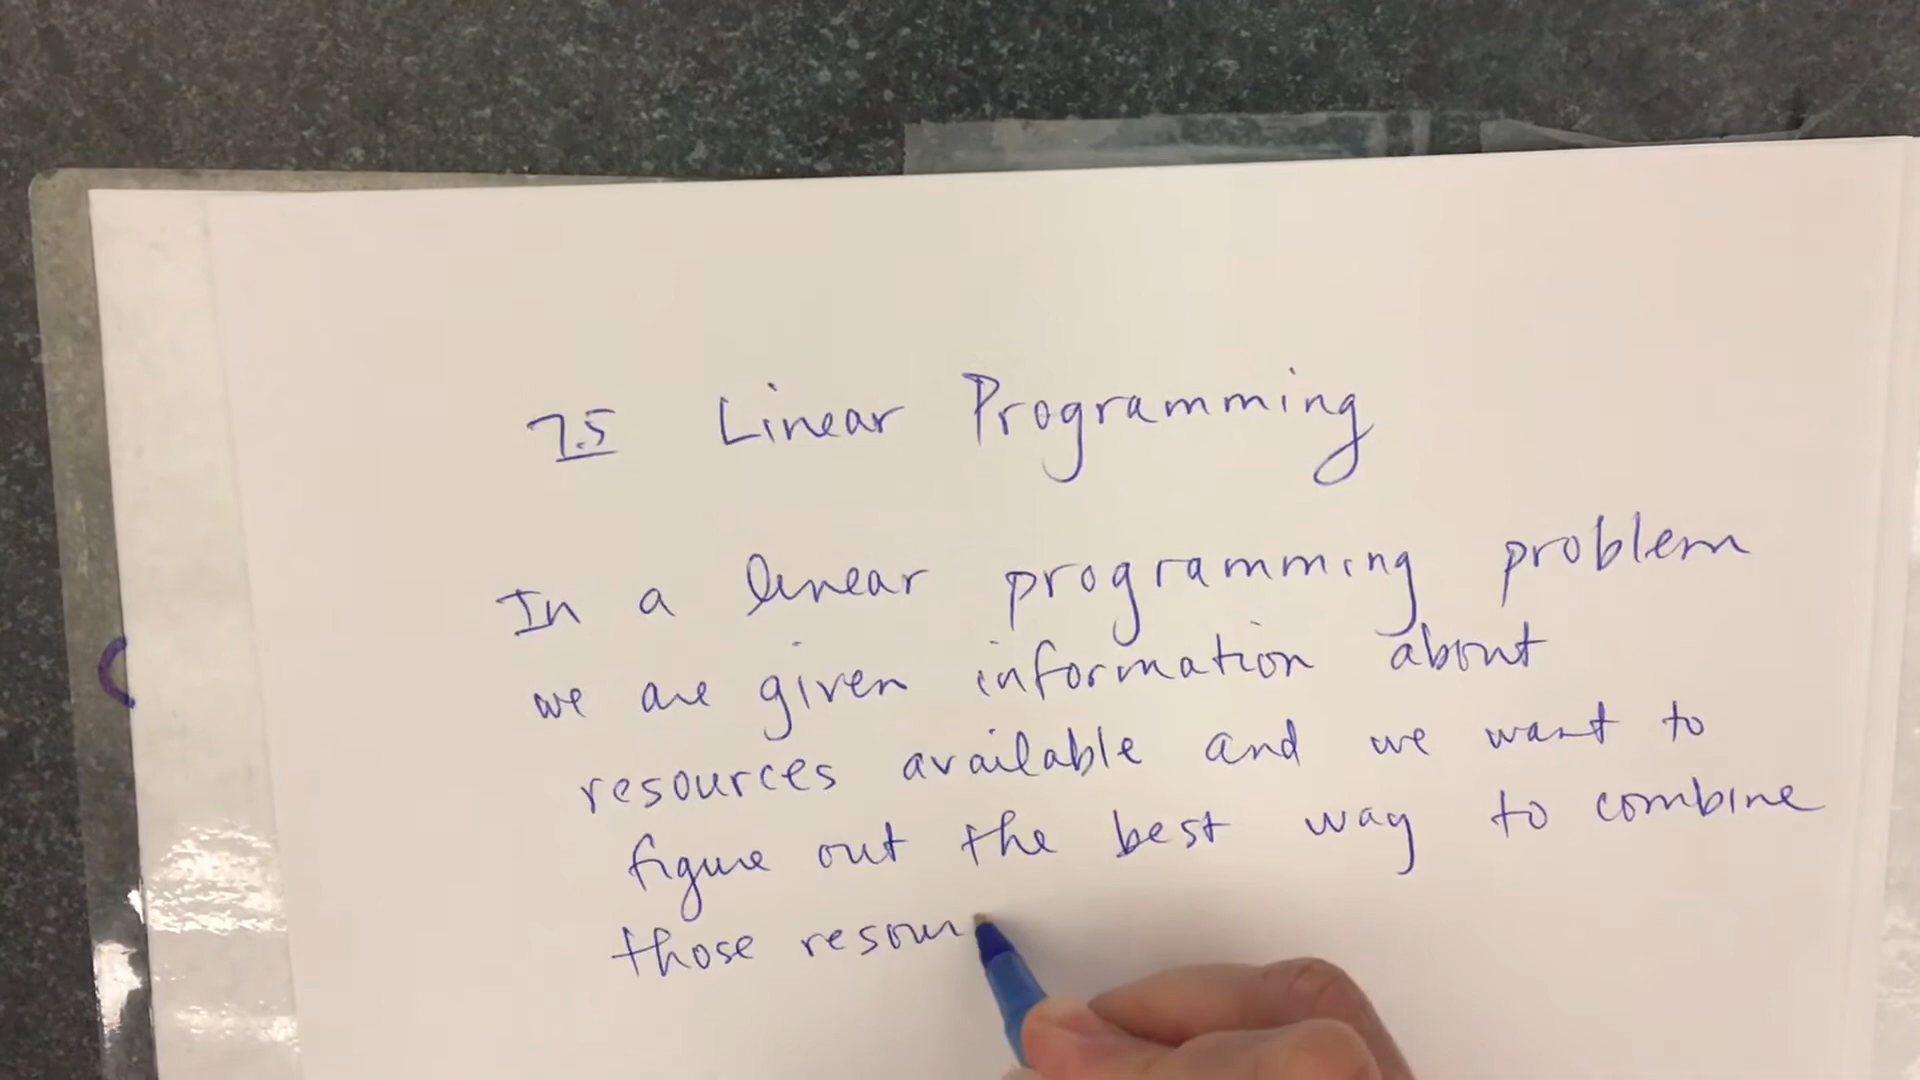 7.5 Linear Programming
In a linear programming problem
we are given information about
resources available and we want to
figure out the best way to combine
those resour